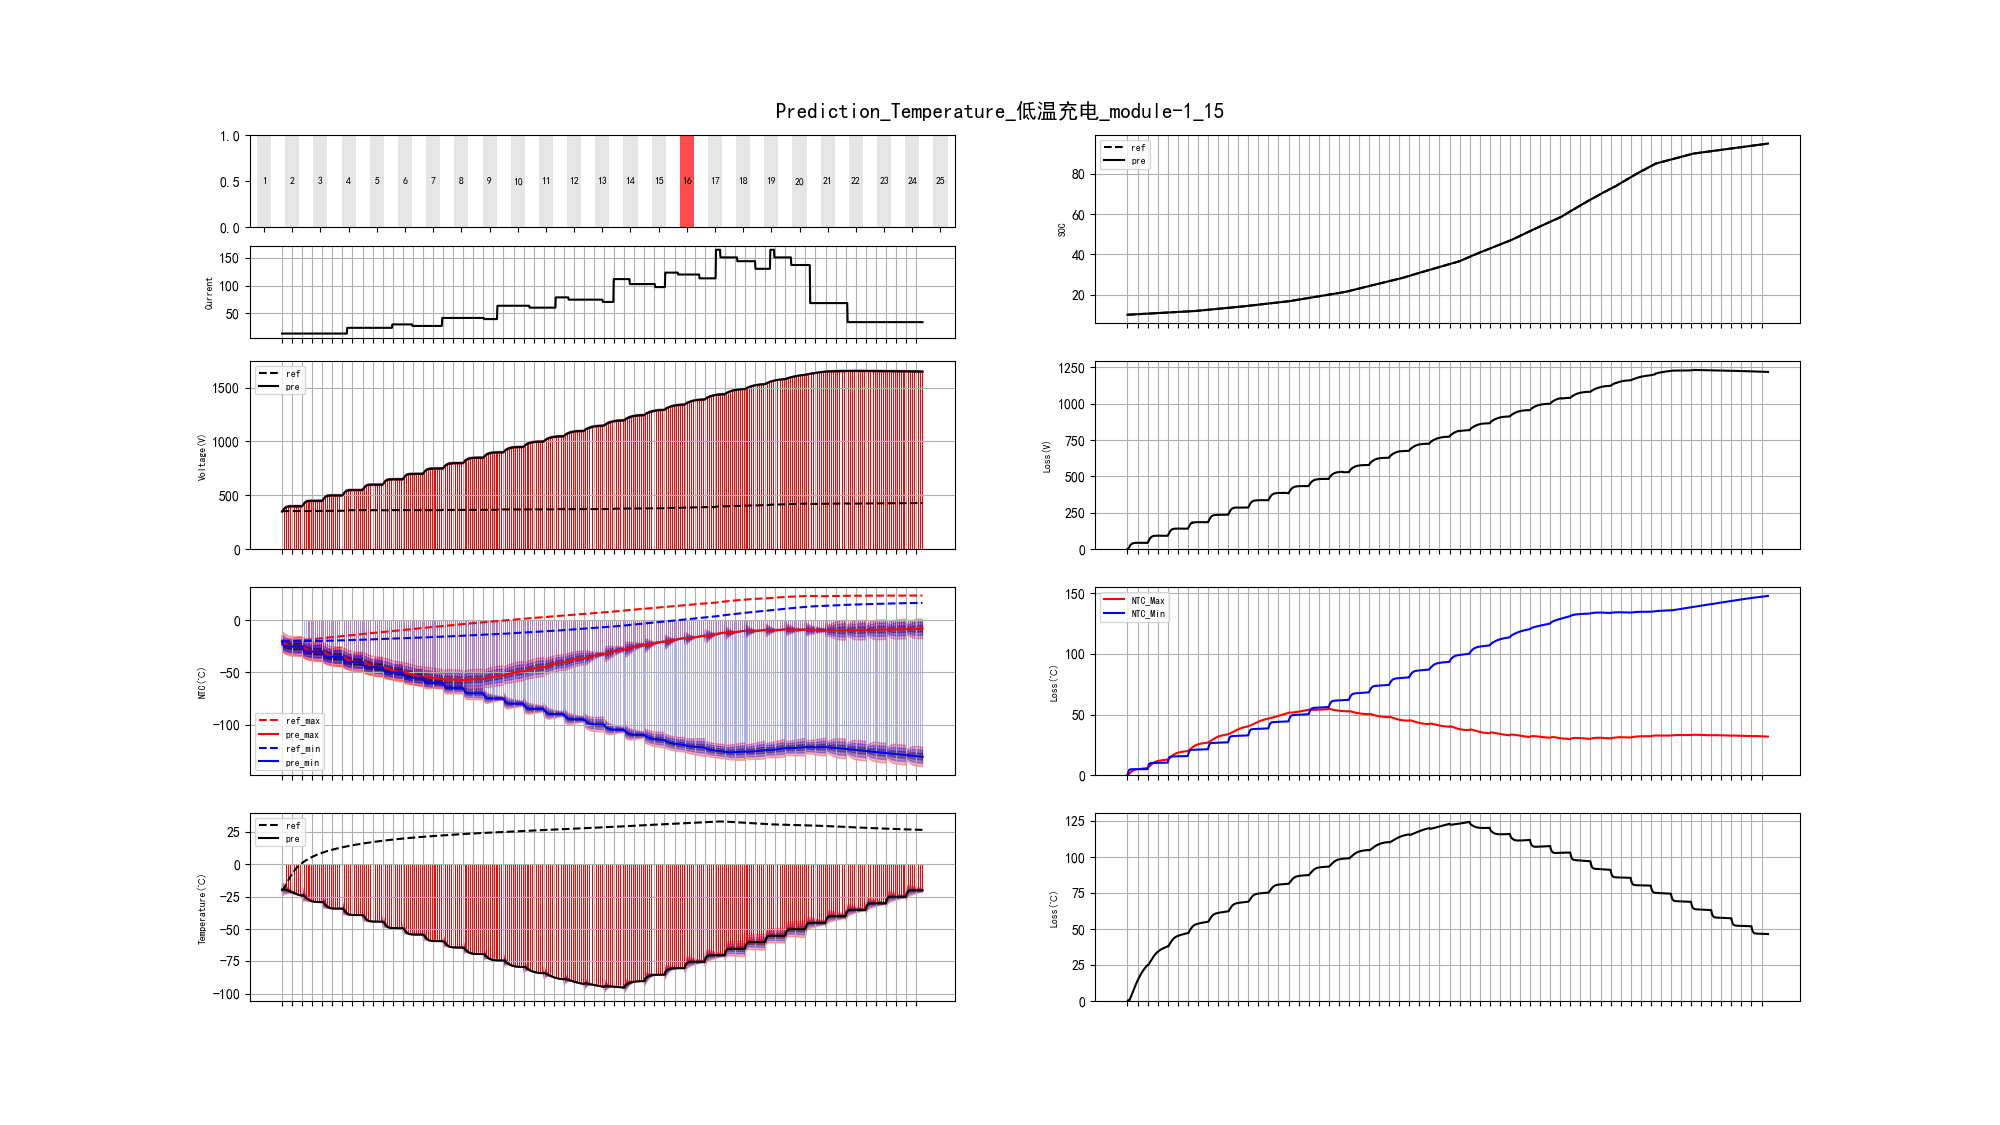 Prediction_Temperature_低温充电_module-1_15
1.0
0.5
0.0
1 2 3 4 5 6 7 8 9 10 11 12 13 14 15 16 17 18 19 20 21 22 23 24 25
Current
150
100
50
Voltage(V)
1500
1000
500
0
ref
pre
NTC(℃)
0
−50
−100
ref_max
pre_max
ref_min
pre_min
Temperature(℃)
25
0
−25
−50
−75
−100
ref
pre
SOC
80
60
40
20
ref
pre
Loss(V)
1250
1000
750
500
250
0
Loss(℃)
150
100
50
0
NTC_Max
NTC_Min
Loss(℃)
125
100
75
50
25
0